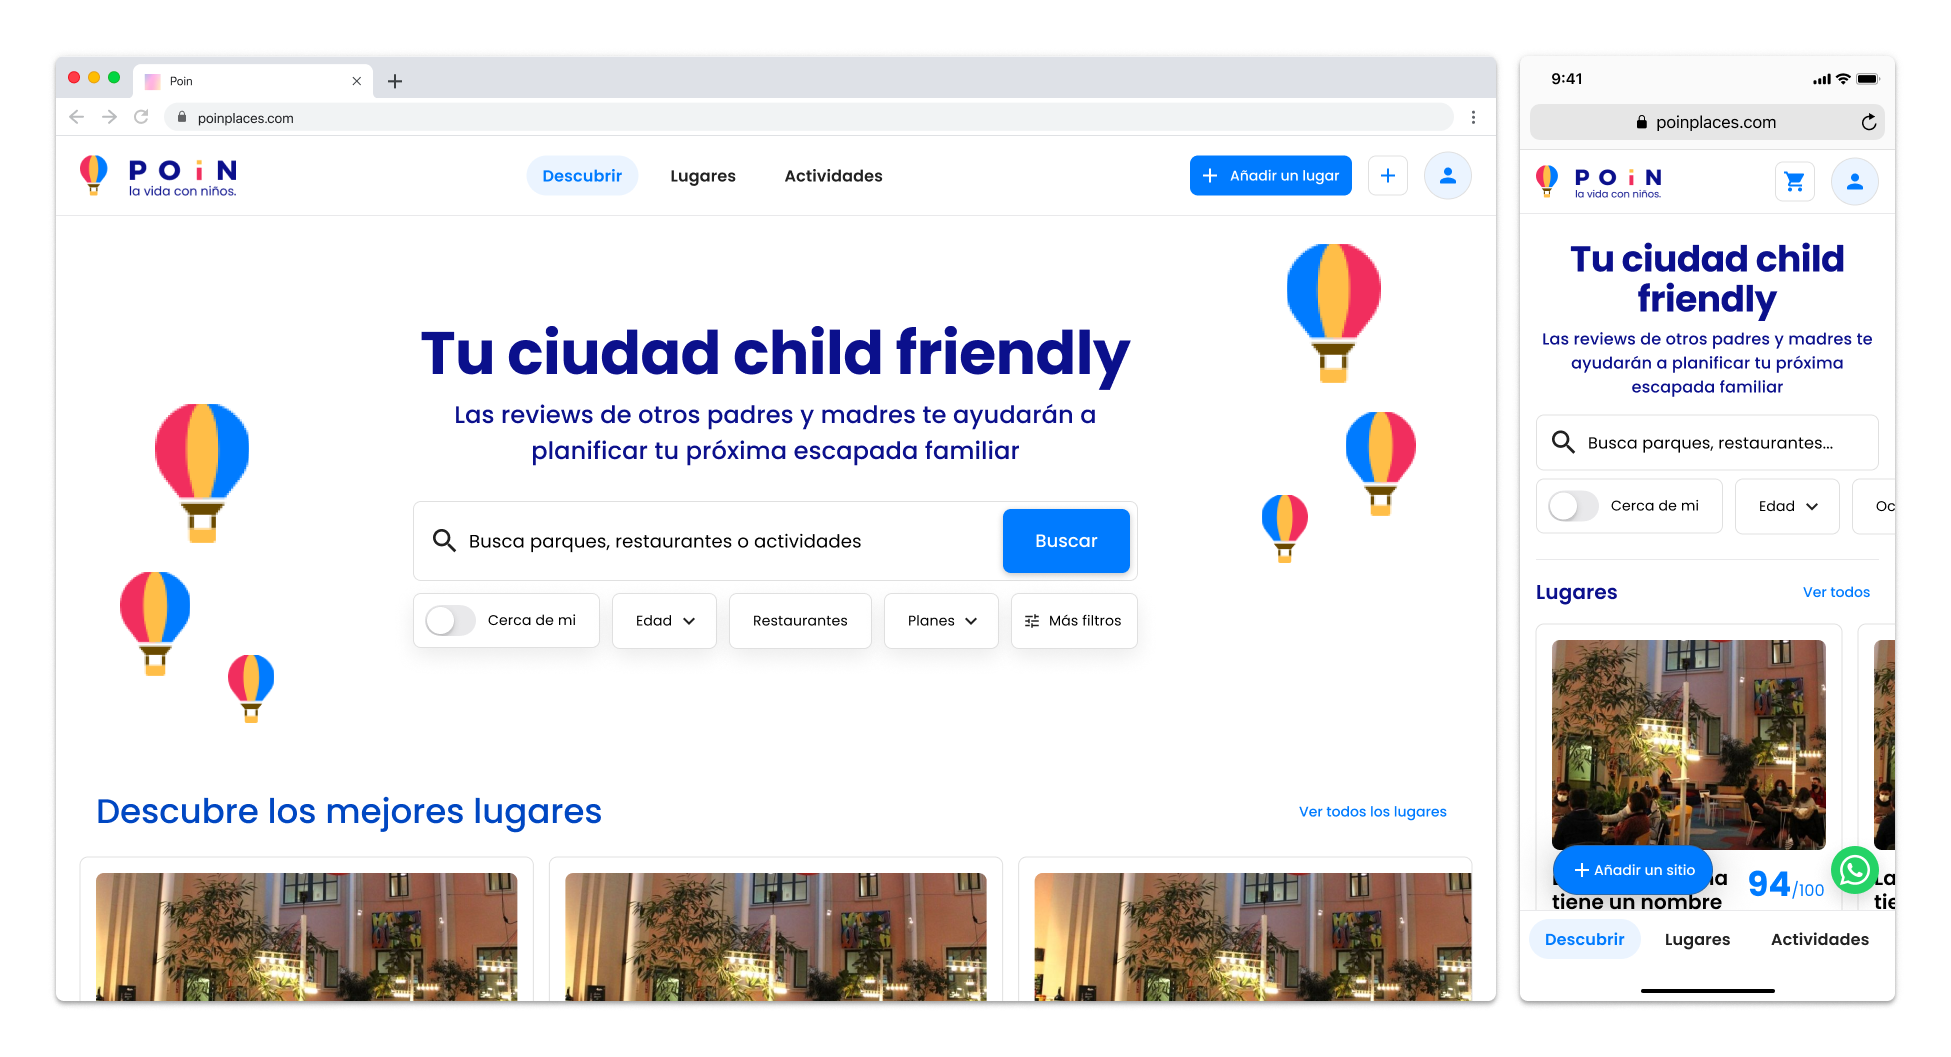 Poin
poinplaces.com
POiN
la vida con niños.
Descubrir
Lugares
Actividades
Añadir un lugar
Tu ciudad child friendly
Las reviews de otros padres y madres te ayudarán a
planificar tu próxima escapada familiar
Busca parques, restaurantes o actividades
Buscar
Cerca de mi
Edad
Restaurantes
Planes
Más filtros
Descubre los mejores lugares
Ver todos los lugares
9:41
poinplaces.com
POiN
la vida con niños.
Tu ciudad child
friendly
Las reviews de otros padres y madres te
ayudarán a planificar tu próxima
escapada familiar
Busca parques, restaurantes...
Cerca de mi
Edad
Oc
Lugares
Ver todos
Añadir un sitio
94/100
La
tiene un nombre
tie
Descubrir
Lugares
Actividades